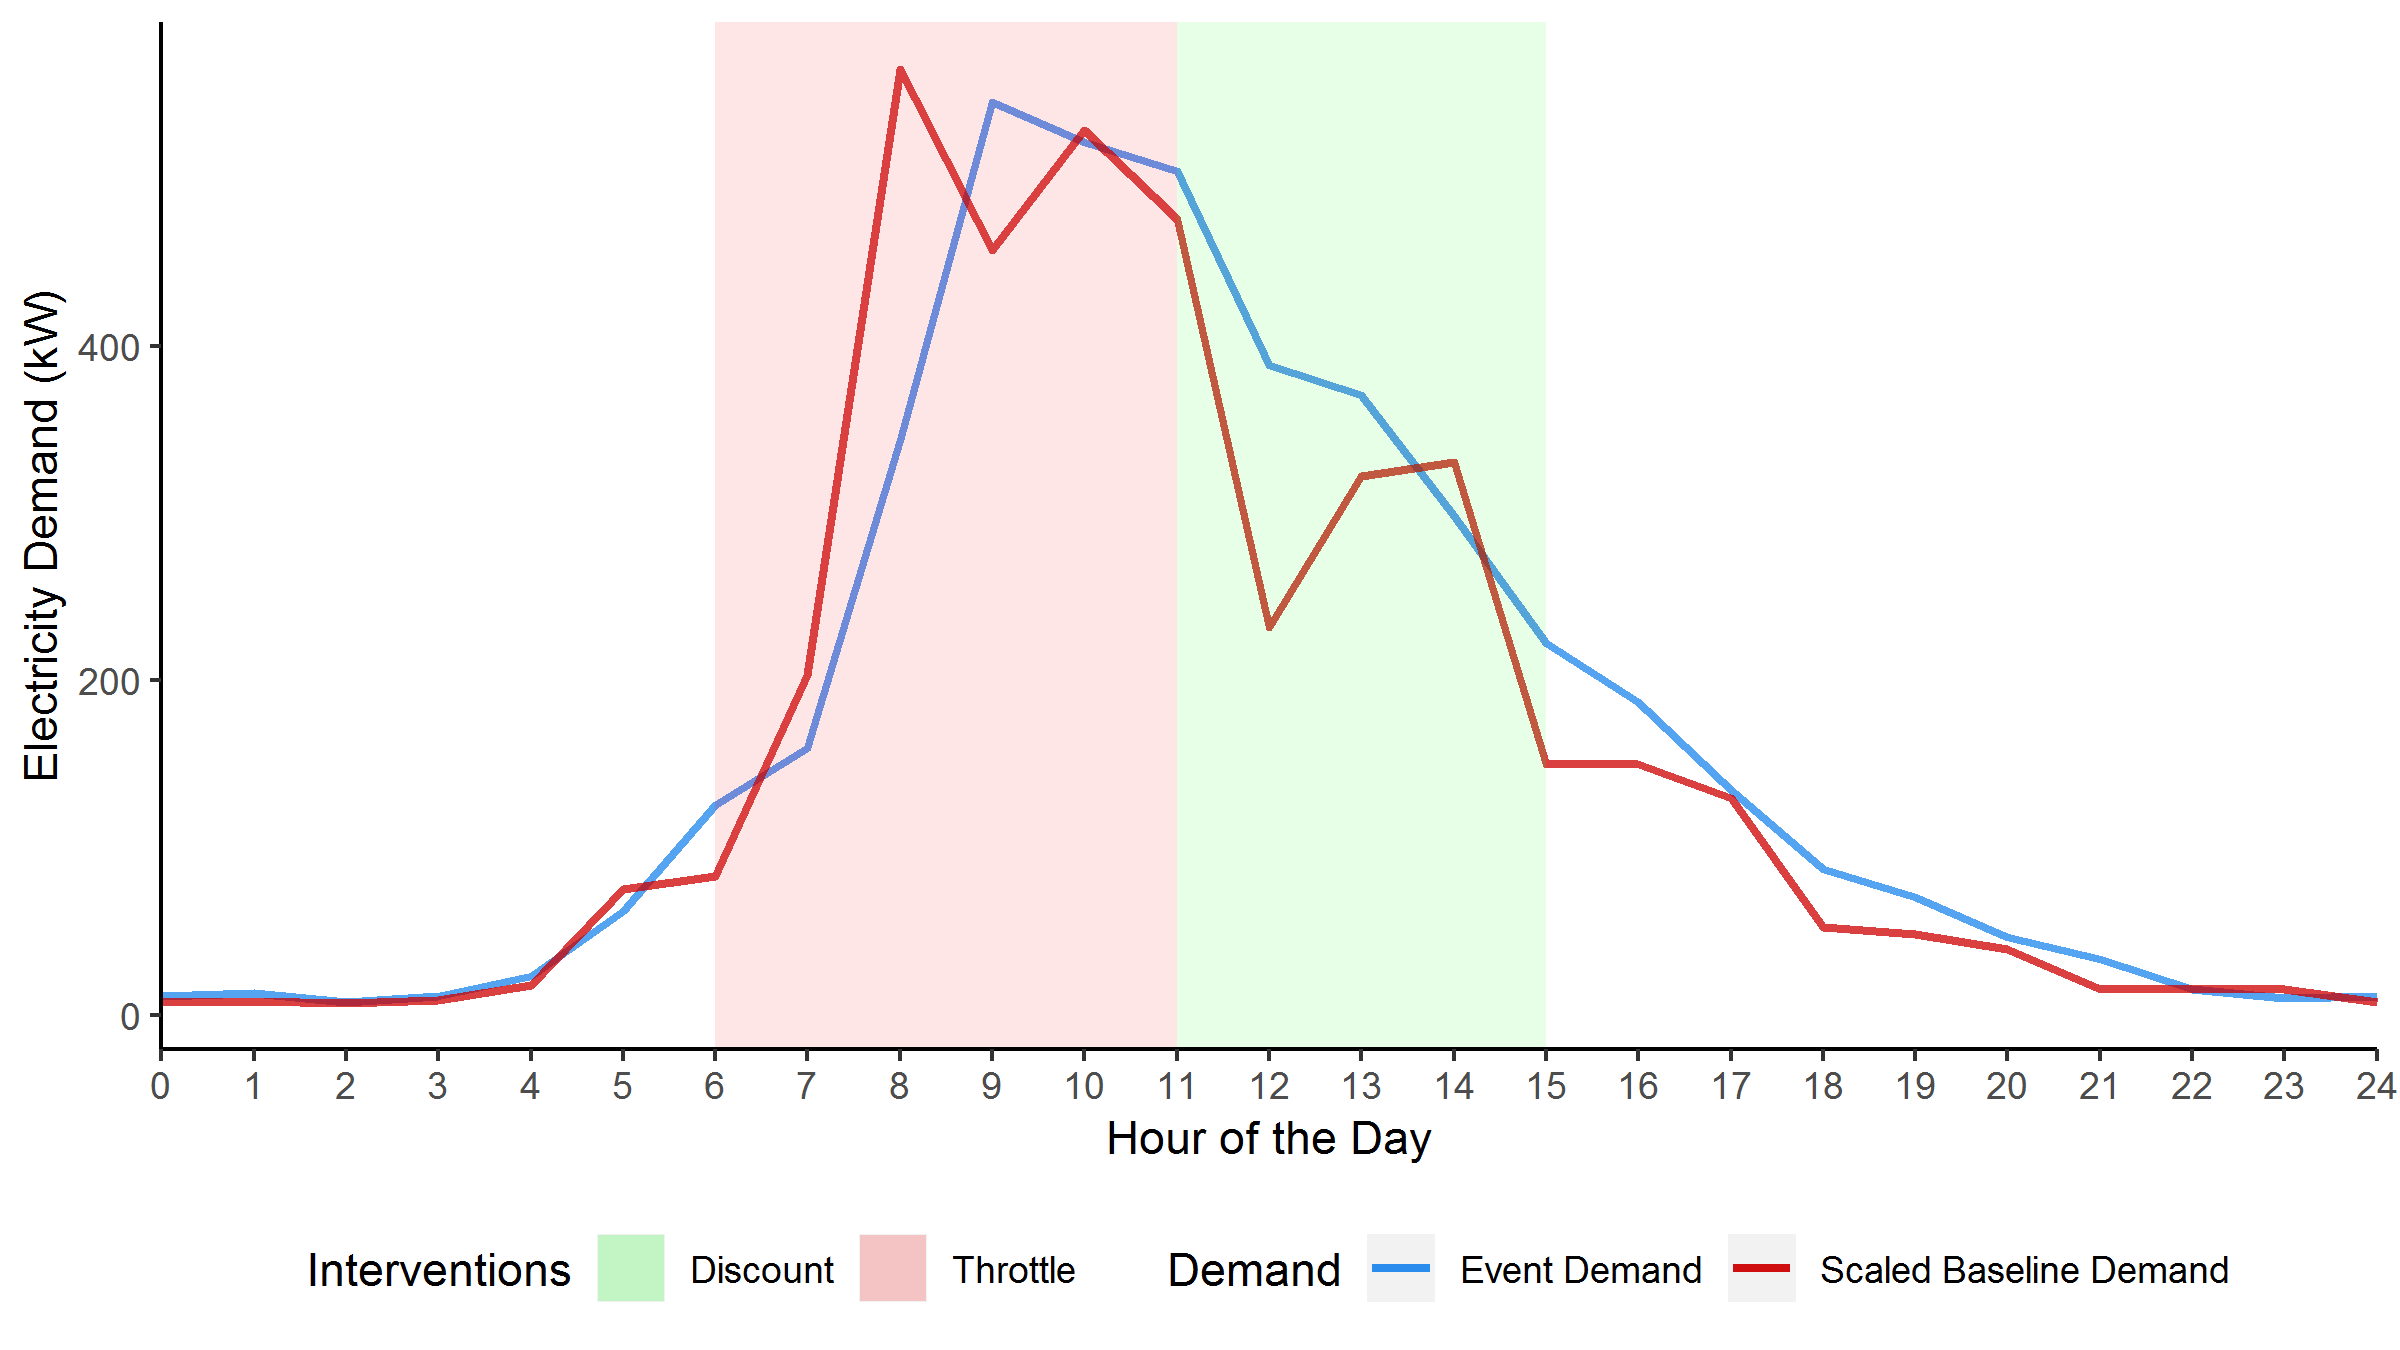 Electricity Demand (kW)
400
200
0
0 1 2 3 4 5 6 7 8 9 10 11 12 13 14 15 16 17 18 19 20 21 22 23 24
Hour of the Day
Interventions Discount Throttle Demand Event Demand Scaled Baseline Demand